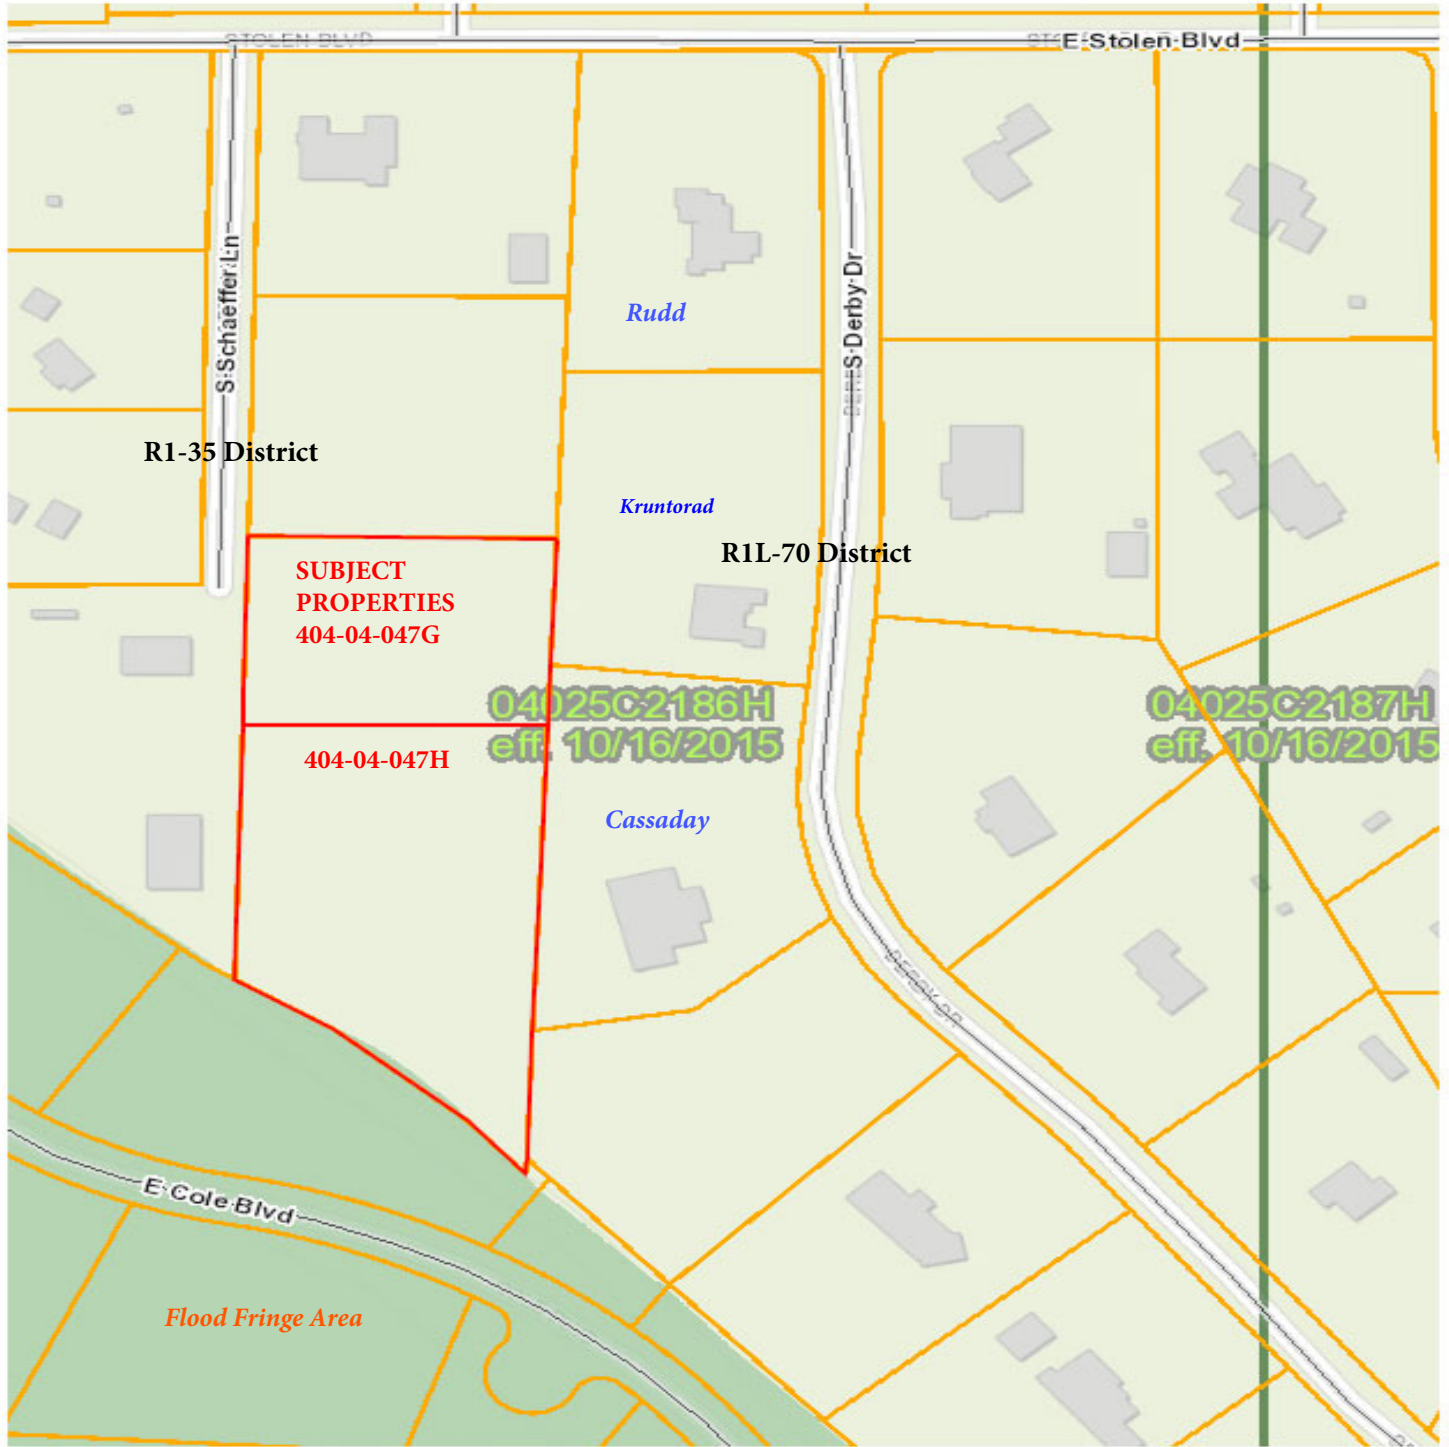 STOLEN BLVD
E Stolen Blvd
S Schaeffer Ln
Rudd
S Derby Dr
R1-35 District
Kruntorad
R1L-70 District
SUBJECT
PROPERTIES
404-04-047G
04025C2186H
eff. 10/16/2015
04025C2187H
eff. 10/16/2015
404-04-047H
Cassaday
DERBY DR
E Cole Blvd
Flood Fringe Area